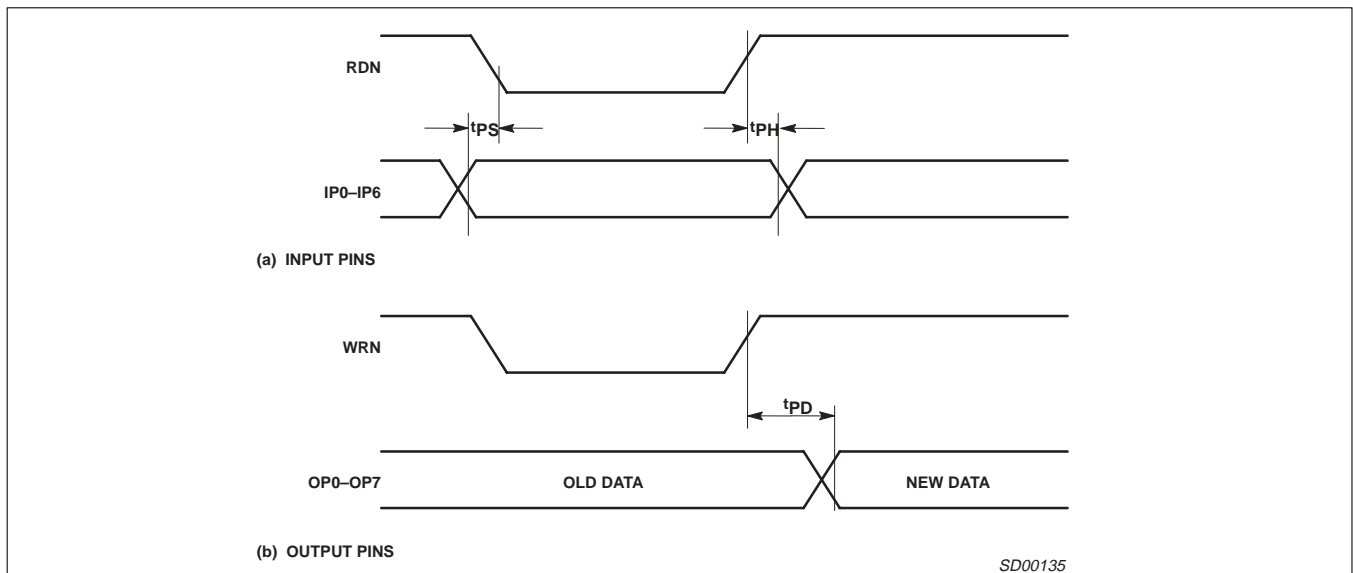 RDN
tPS
tPH
IP0–IP6
(a) INPUT PINS
WRN
tPD
OP0–OP7
OLD DATA
NEW DATA
(b) OUTPUT PINS
SD00135